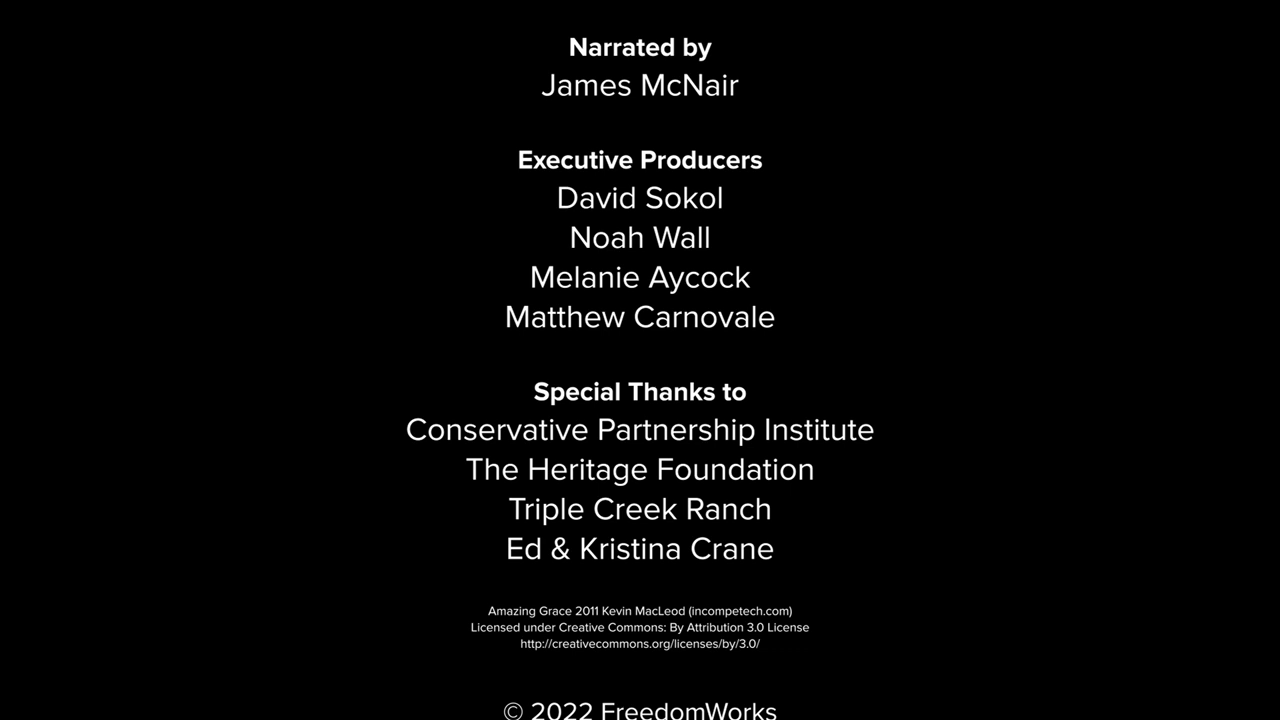 Narrated by
James McNair
Executive Producers
David Sokol
Noah Wall
Melanie Aycock
Matthew Carnovale
Special Thanks to
Conservative Partnership Institute
The Heritage Foundation
Triple Creek Ranch
Ed & Kristina Crane
Amazing Grace 2011 Kevin MacLeod (incompetech.com)
Licensed under Creative Commons: By Attribution 3.0 License
http://creativecommons.org/licenses/by/3.0/
© 2022 FreedomWorks